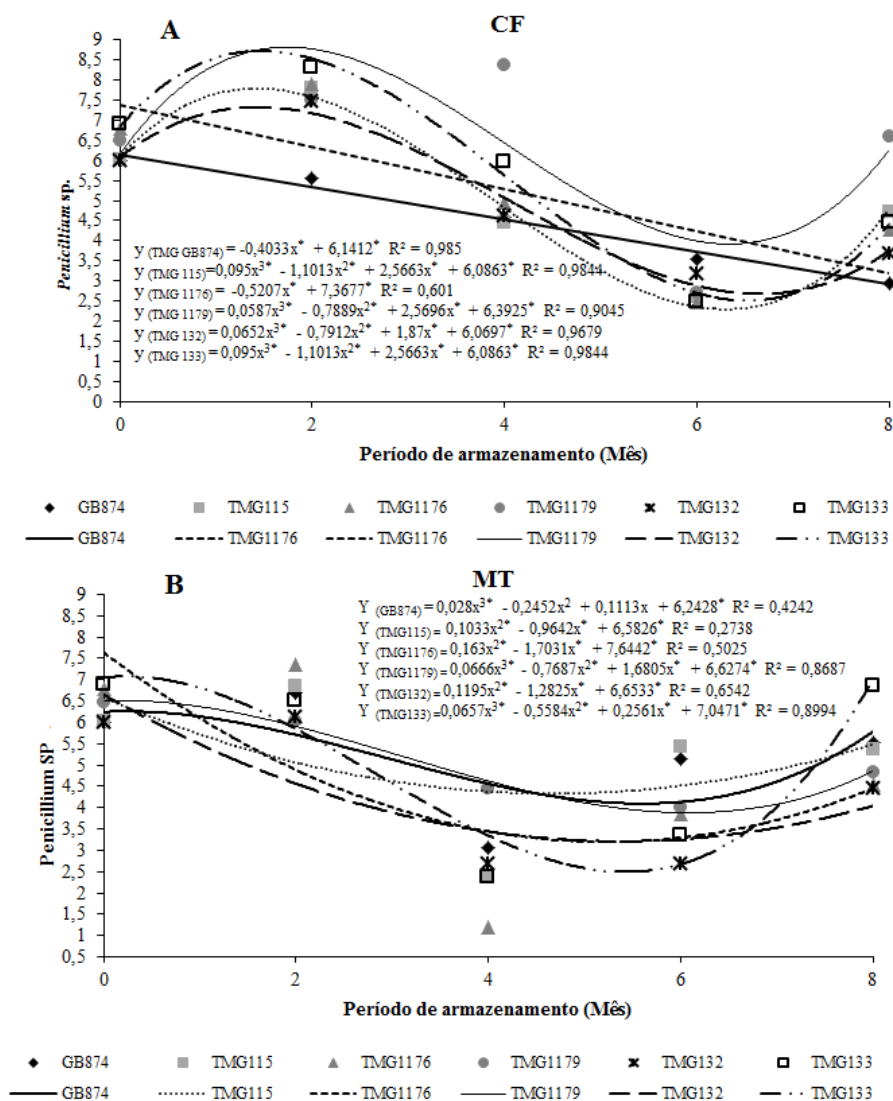 A CF
9
8,5
8
7,5
7
6,5
6
5,5
5
4,5
4
3,5
3
2,5
2
1,5
1
0,5
0
Penicillium sp.
y (TMG GB874) = -0,4033x* + 6,1412* R² = 0,985
y (TMG 115)=0,095x³* - 1,1013x²* + 2,5663x* + 6,0863* R² = 0,9844
y (TMG 1176) = -0,5207x* + 7,3677* R² = 0,601
y (TMG 1179) = 0,0587x³* - 0,7889x²* + 2,5696x* + 6,3925* R² = 0,9045
y (TMG 132) = 0,0652x³* - 0,7912x²* + 1,87x* + 6,0697* R² = 0,9679
y (TMG 133) = 0,095x³* - 1,1013x²* + 2,5663x* + 6,0863* R² = 0,9844
0 2 4 6 8
Período de armazenamento (Mês)
GB874 TMG115 TMG1176 TMG1179 TMG132 TMG133
GB874 TMG1176 TMG1176 TMG1179 TMG132 TMG133
B MT
9
8,5
8
7,5
7
6,5
6
5,5
5
4,5
4
3,5
3
2,5
2
1,5
1
0,5
Penicillium SP
Y (GB874) = 0,028x³* - 0,2452x² + 0,1113x + 6,2428* R² = 0,4242
Y (TMG115) = 0,1033x²* - 0,9642x* + 6,5826* R² = 0,2738
Y (TMG1176) = 0,163x²* - 1,7031x* + 7,6442* R² = 0,5025
Y (TMG1179) = 0,0666x³* - 0,7687x²* + 1,6805x* + 6,6274* R² = 0,8687
Y (TMG132) = 0,1195x²* - 1,2825x* + 6,6533* R² = 0,6542
Y (TMG133) =0,0657x³* - 0,5584x²* + 0,2561x* + 7,0471* R² = 0,8994
0 2 4 6 8
Período de armazenamento (Mês)
GB874 TMG115 TMG1176 TMG1179 TMG132 TMG133
GB874 TMG115 TMG1176 TMG1179 TMG132 TMG133